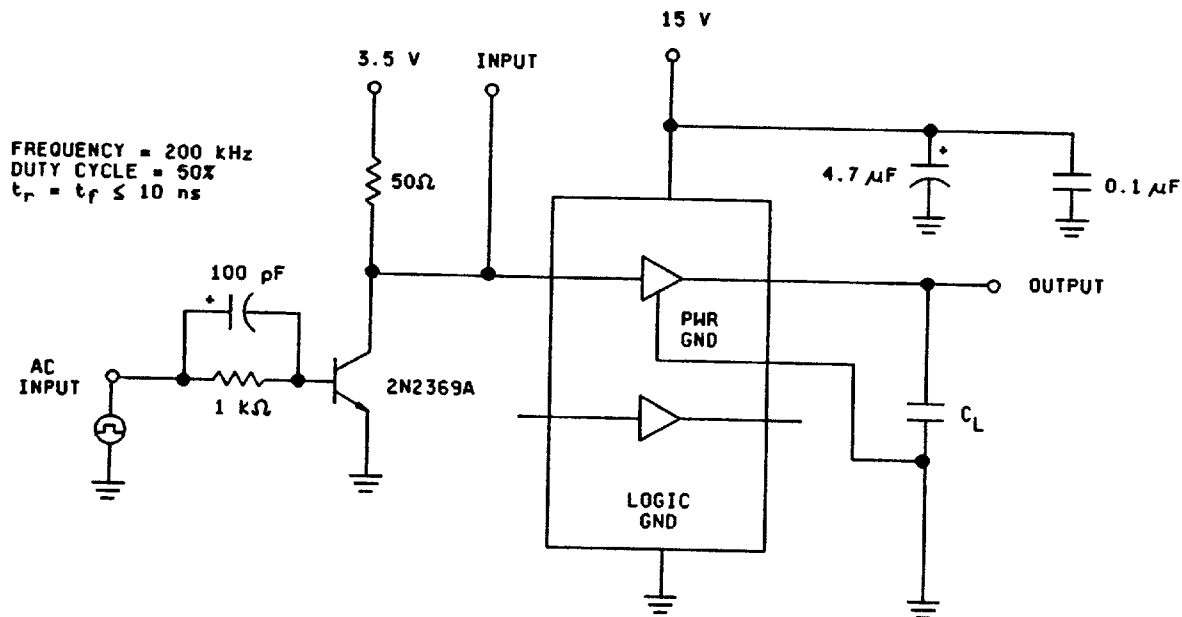 15 V
3.5 V
INPUT
FREQUENCY = 200 kHz
DUTY CYCLE = 50%
tr = tf ≤ 10 ns
50Ω
+
4.7 μF
0.1 μF
100 pF
+
OUTPUT
PWR
GND
AC
INPUT
2N2369A
1 kΩ
CL
LOGIC
GND